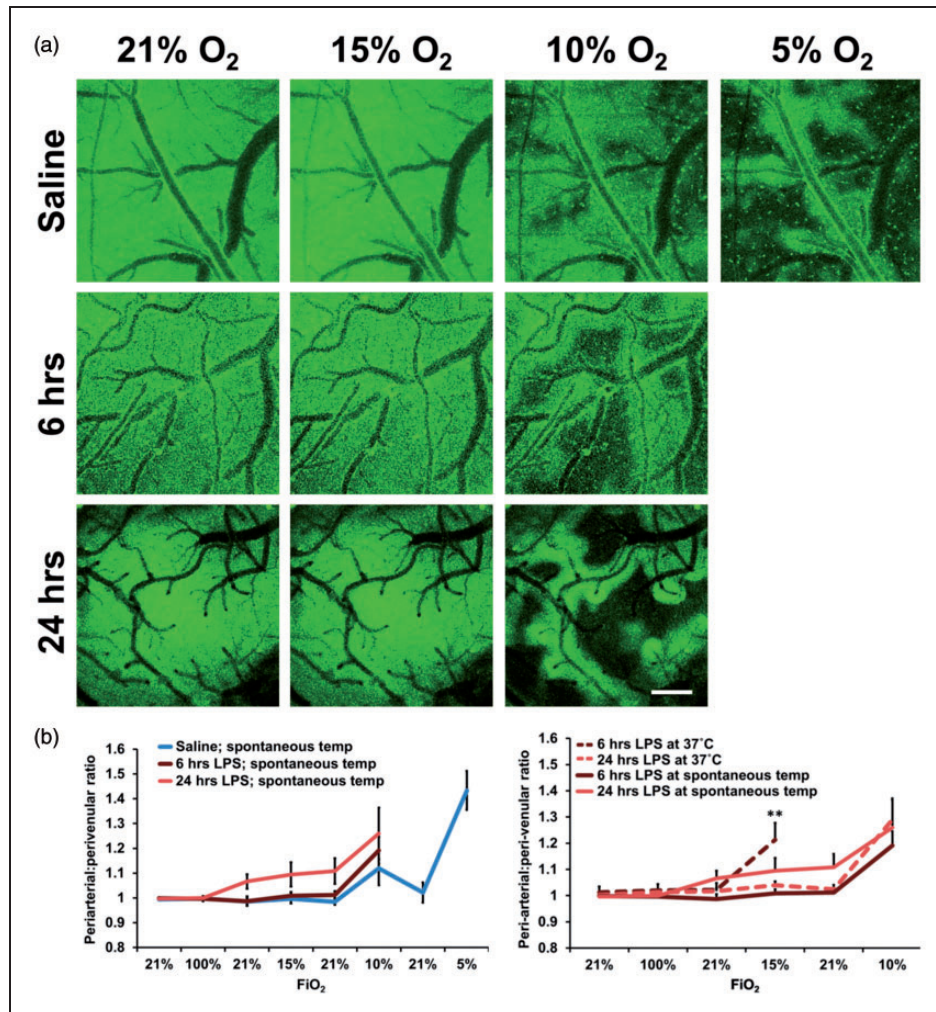 (a)
21% O₂ 15% O₂ 10% O₂ 5% O₂
Saline
6 hrs
24 hrs
(b)
Periarterial:perivenular ratio
1.6
1.5
1.4
1.3
1.2
1.1
1
0.9
0.8
Saline; spontaneous temp
6 hrs LPS; spontaneous temp
24 hrs LPS; spontaneous temp
21% 100% 21% 15% 21% 10% 21% 5%
FiO₂
Peri-arterial:peri-venular ratio
1.6
1.5
1.4
1.3
1.2
1.1
1
0.9
0.8
6 hrs LPS at 37˚C
24 hrs LPS at 37˚C
6 hrs LPS at spontaneous temp
24 hrs LPS at spontaneous temp
**
21% 100% 21% 15% 21% 10%
FiO₂